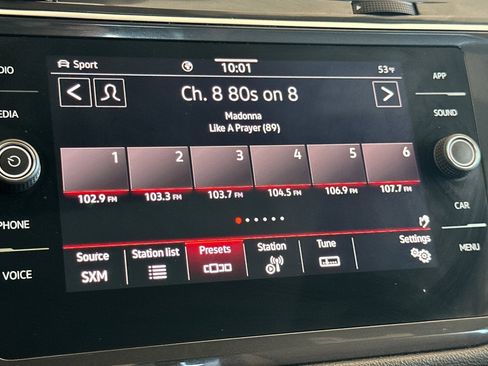 Sport 10:01 53°F
Ch. 8 80s on 8
Madonna
Like A Prayer (89)
1 2 3 4 5 6
102.9 FM 103.3 FM 103.7 FM 104.5 FM 106.9 FM 107.7 FM
Source Station list Presets Station Tune Settings
SXM
MEDIA
PHONE
VOICE
APP
SOUND
CAR
MENU